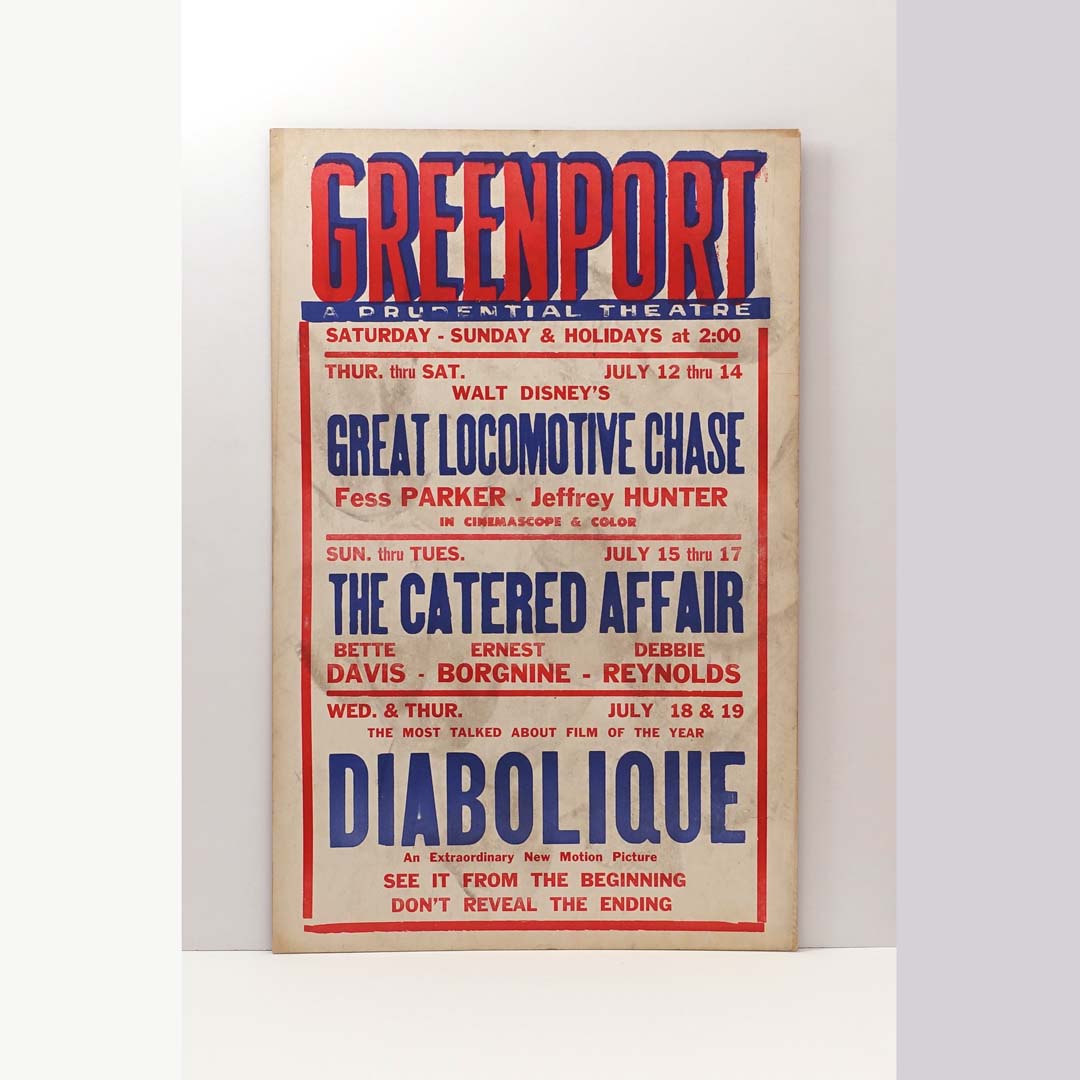 GREENPORT
A PRUDENTIAL THEATRE
SATURDAY - SUNDAY & HOLIDAYS at 2:00
THUR. thru SAT. JULY 12 thru 14
WALT DISNEY'S
GREAT LOCOMOTIVE CHASE
Fess PARKER - Jeffrey HUNTER
IN CINEMASCOPE & COLOR
SUN. thru TUES. JULY 15 thru 17
THE CATERED AFFAIR
BETTE ERNEST DEBBIE
DAVIS - BORGNINE - REYNOLDS
WED. & THUR. JULY 18 & 19
THE MOST TALKED ABOUT FILM OF THE YEAR
DIABOLIQUE
An Extraordinary New Motion Picture
SEE IT FROM THE BEGINNING
DON'T REVEAL THE ENDING